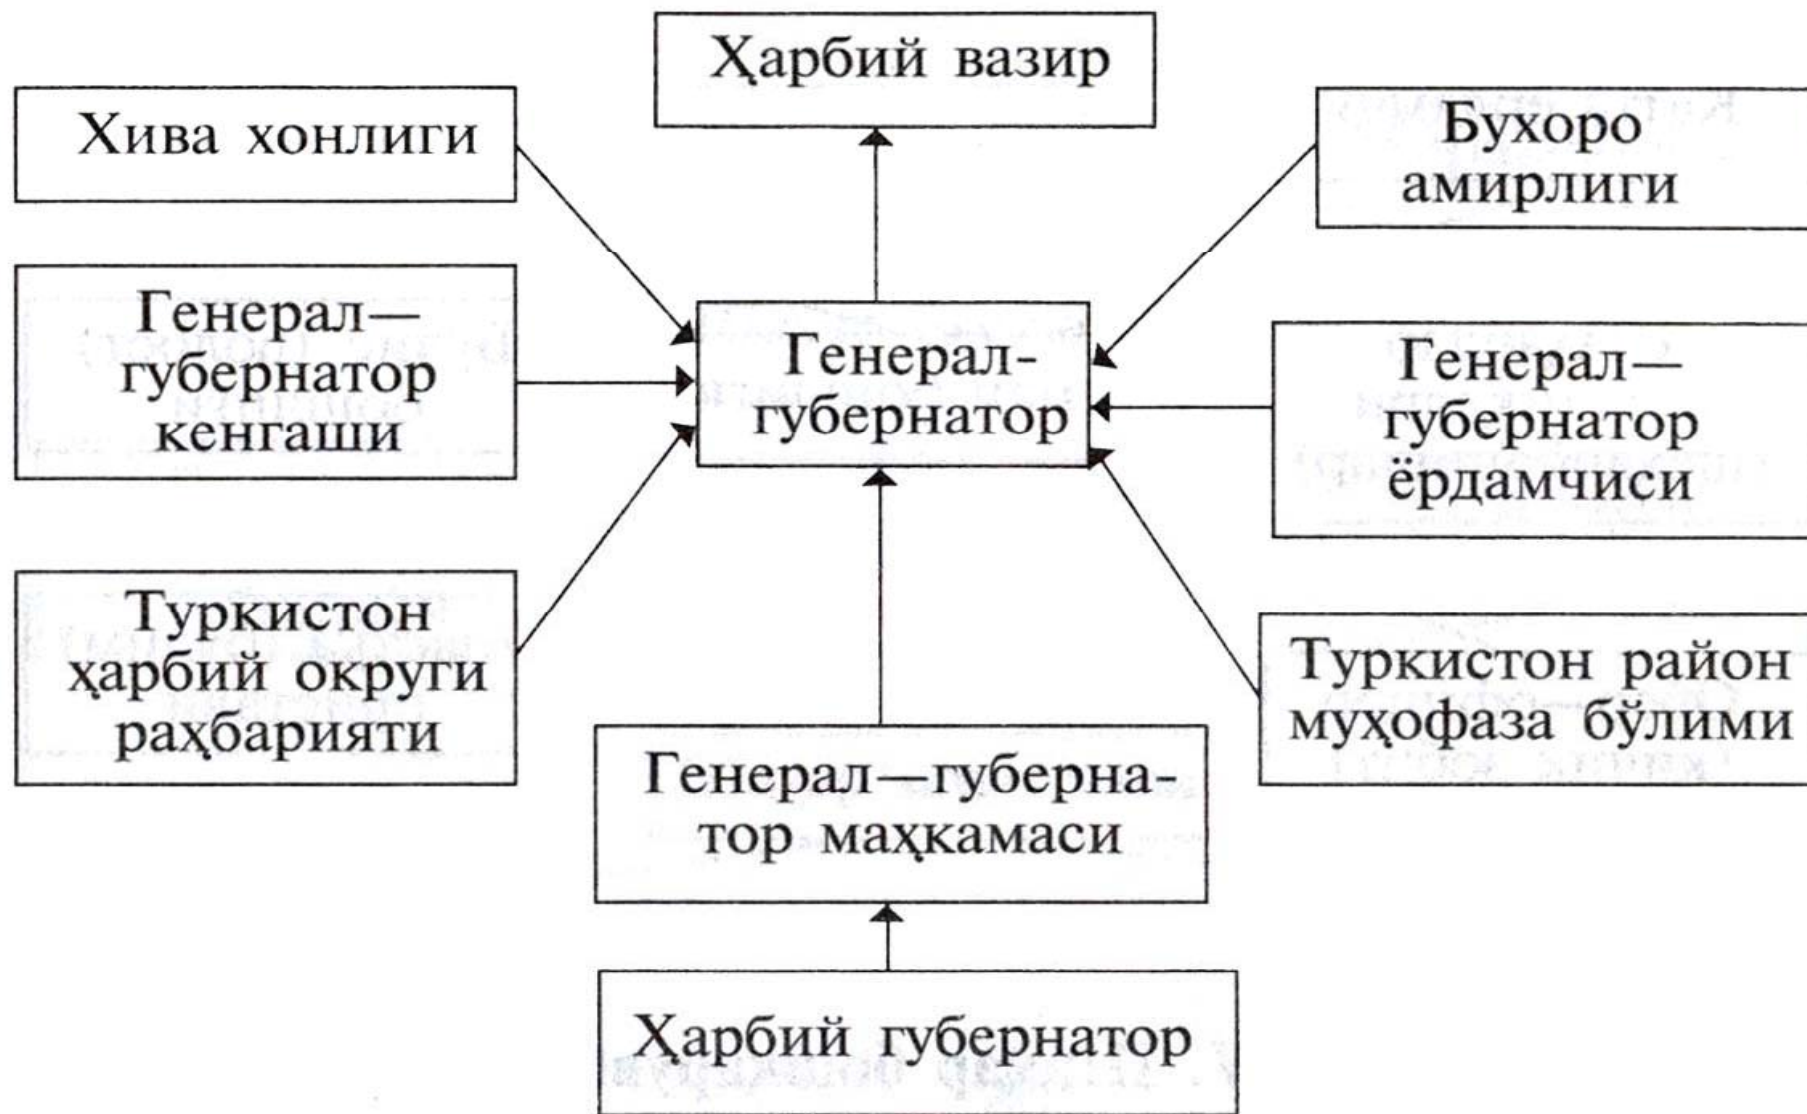 Ҳарбий вазир
Хива хонлиги
Бухоро
амирлиги
Генерал—
губернатор
кенгаши
Генерал-
губернатор
Генерал—
губернатор
ёрдамчиси
Туркистон
ҳарбий округи
раҳбарияти
Туркистон район
муҳофаза бўлими
Генерал—губерна-
тор маҳкамаси
Ҳарбий губернатор